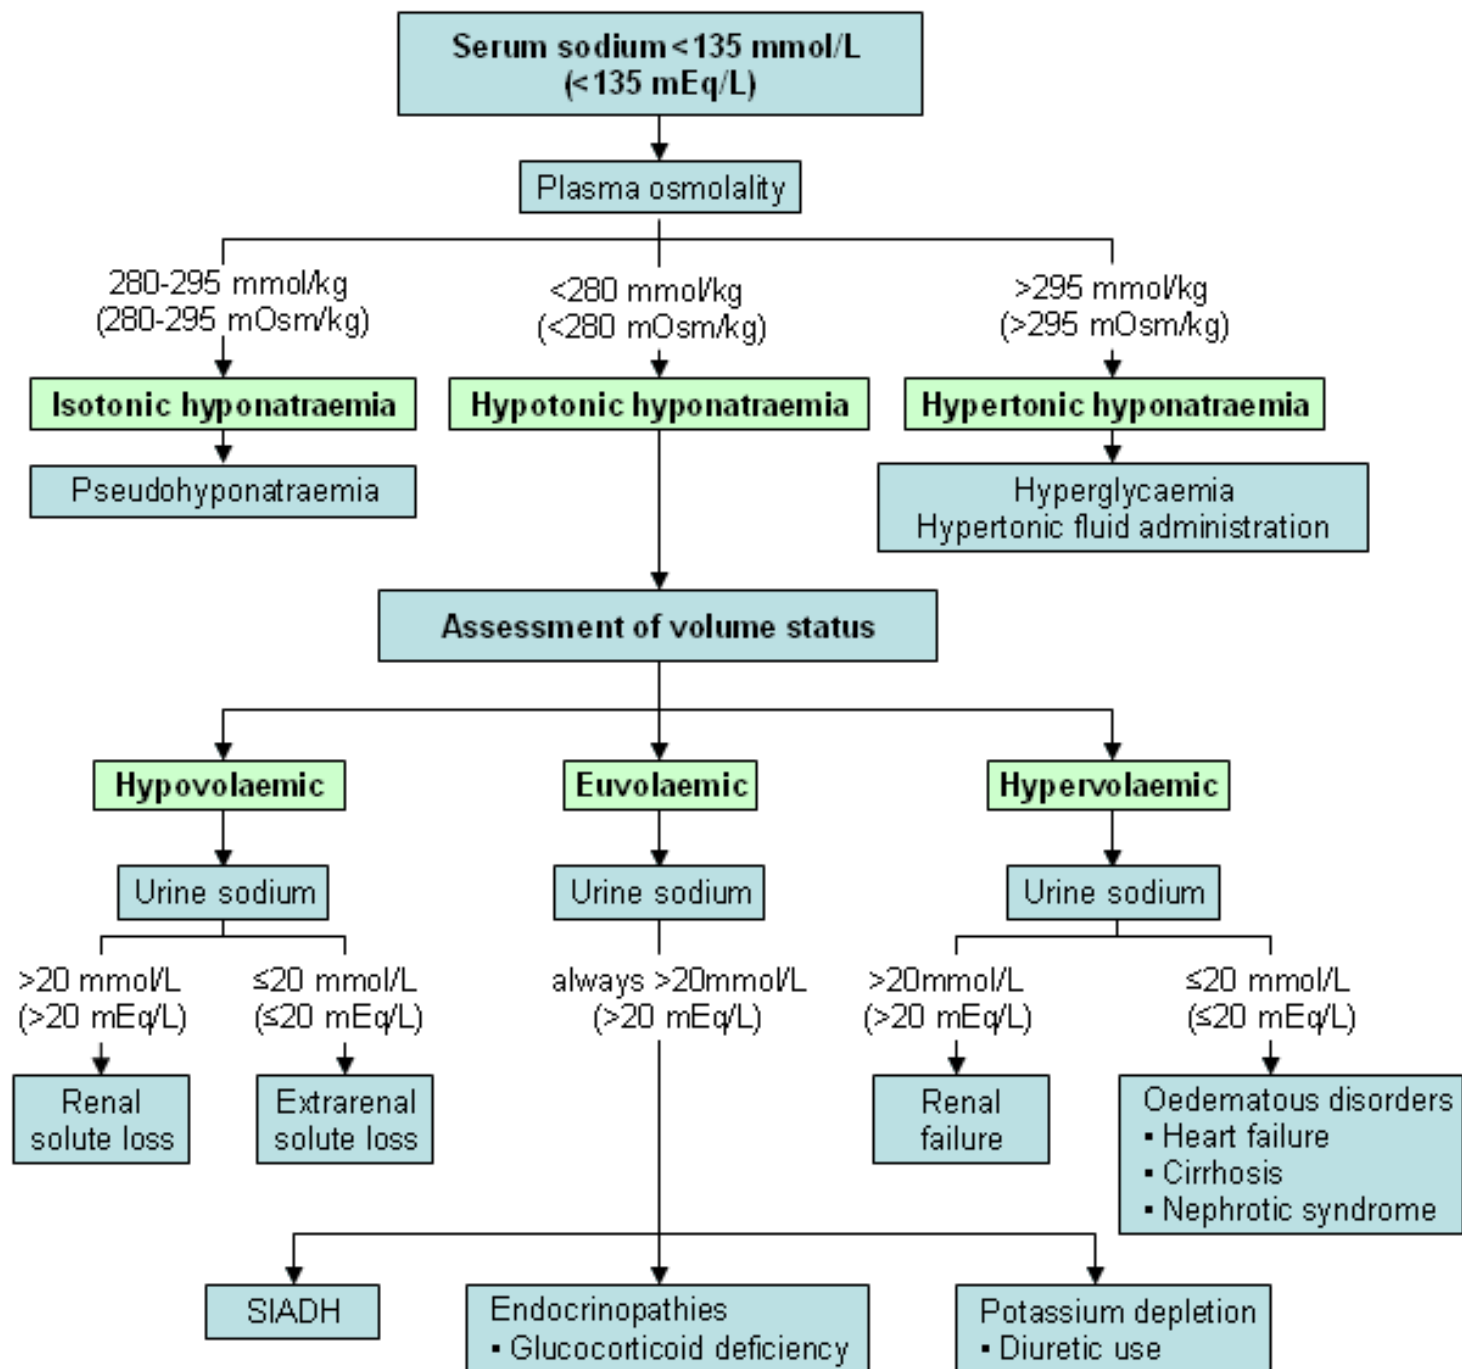 Serum sodium <135 mmol/L
(<135 mEq/L)
Plasma osmolality
280-295 mmol/kg
(280-295 mOsm/kg)
<280 mmol/kg
(<280 mOsm/kg)
>295 mmol/kg
(>295 mOsm/kg)
Isotonic hyponatraemia
Hypotonic hyponatraemia
Hypertonic hyponatraemia
Pseudohyponatraemia
Hyperglycaemia
Hypertonic fluid administration
Assessment of volume status
Hypovolaemic
Euvolaemic
Hypervolaemic
Urine sodium
Urine sodium
Urine sodium
>20 mmol/L
(>20 mEq/L)
≤20 mmol/L
(≤20 mEq/L)
always >20mmol/L
(>20 mEq/L)
>20mmol/L
(>20 mEq/L)
≤20 mmol/L
(≤20 mEq/L)
Renal
solute loss
Extrarenal
solute loss
Renal
failure
Oedematous disorders
▪ Heart failure
▪ Cirrhosis
▪ Nephrotic syndrome
SIADH
Endocrinopathies
▪ Glucocorticoid deficiency
Potassium depletion
▪ Diuretic use